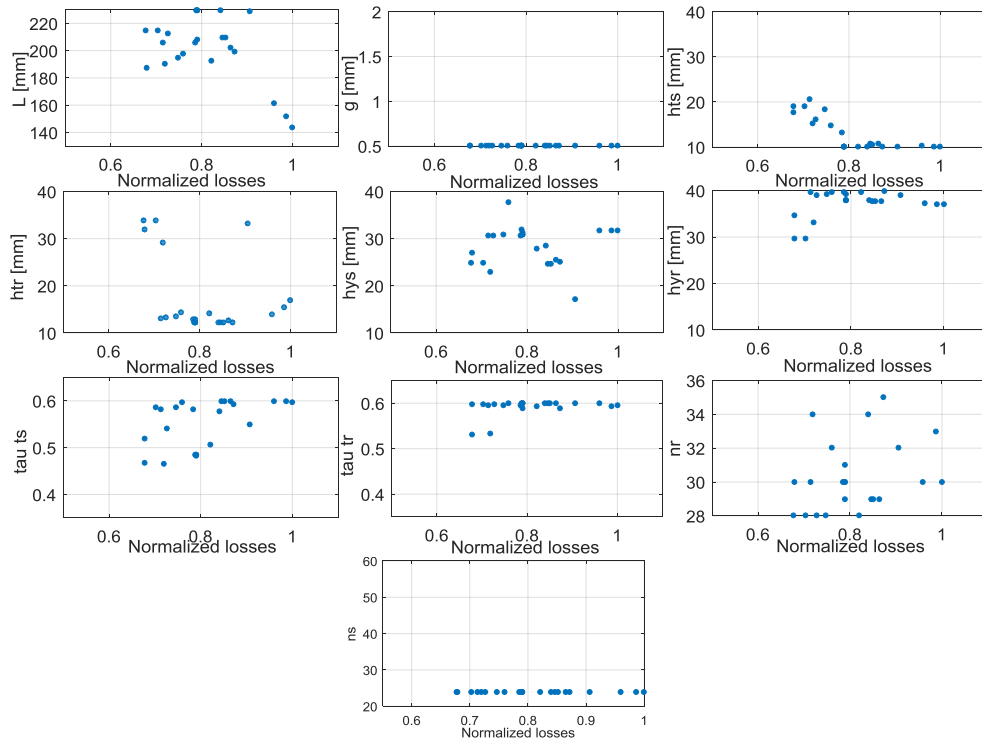 220
200
180
160
140
L [mm]
0.6 0.8 1
Normalized losses
2
1.5
1
0.5
g [mm]
0.6 0.8 1
Normalized losses
40
30
20
10
hts [mm]
0.6 0.8 1
Normalized losses
40
30
20
10
htr [mm]
0.6 0.8 1
Normalized losses
40
30
20
10
hys [mm]
0.6 0.8 1
Normalized losses
40
30
20
10
hyr [mm]
0.6 0.8 1
Normalized losses
0.6
0.5
0.4
tau ts
0.6 0.8 1
Normalized losses
0.6
0.5
0.4
tau tr
0.6 0.8 1
Normalized losses
36
34
32
30
28
nr
0.6 0.8 1
Normalized losses
60
50
40
30
20
ns
0.6 0.7 0.8 0.9 1
Normalized losses